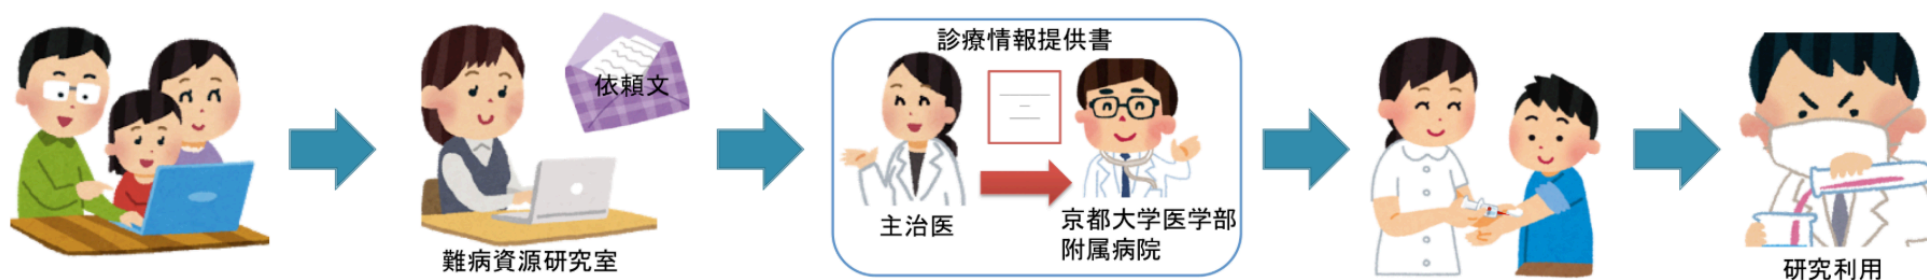 依頼文
難病資源研究室
診療情報提供書
主治医
京都大学医学部
附属病院
研究利用